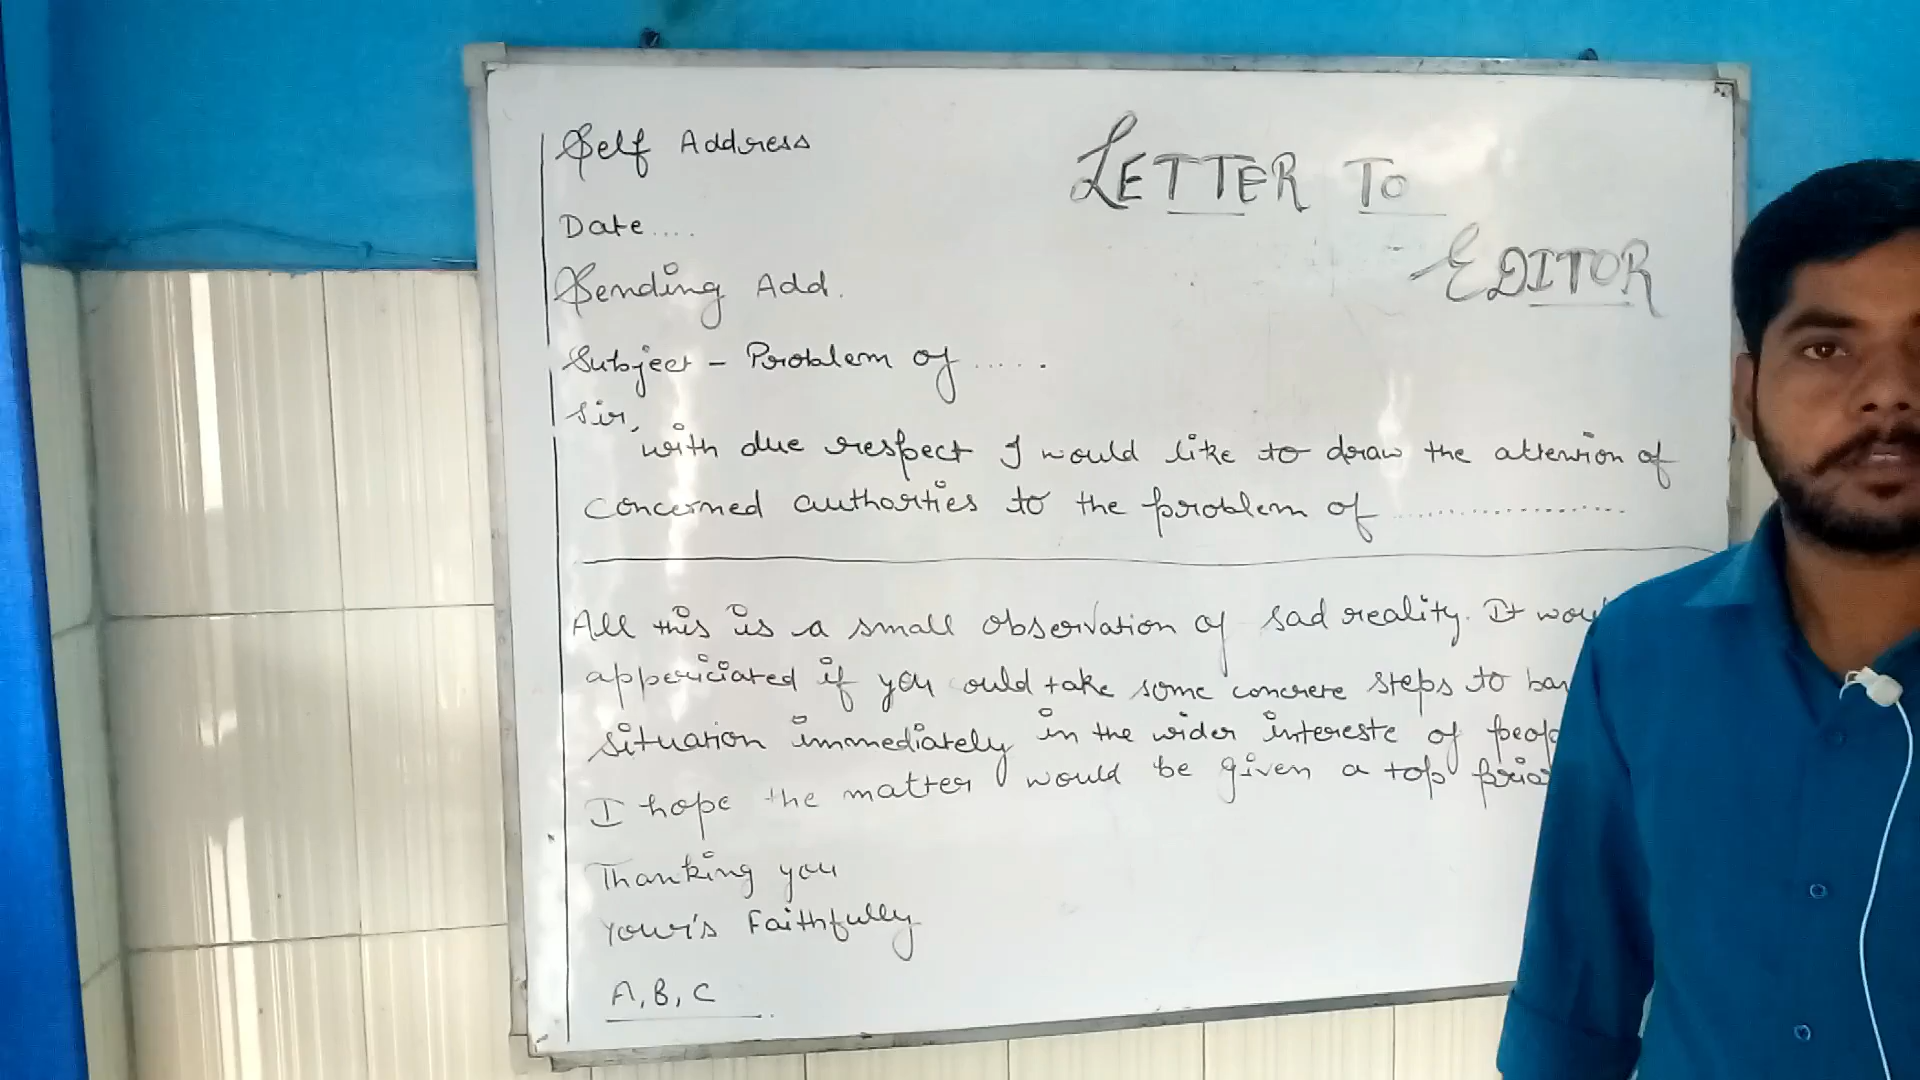 LETTER TO
EDITOR
Self Address
Date.....
Sending Add.
Subject - Problem of .....
Sir,
with due respect I would like to draw the attention of
concerned authorties to the problem of ...................
All this is a small observation of sad reality. It
appericiated if you ould take some concrete steps to
situation immediately in the wider intereste of
I hope the matter would be given a top
Thanking you
Your's Faithfully
A, B, C